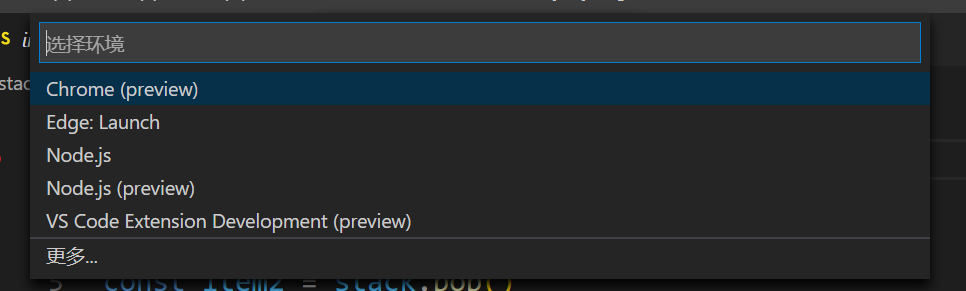 stac
选择环境
Chrome (preview)
Edge: Launch
Node.js
Node.js (preview)
VS Code Extension Development (preview)
更多...
5 const item2 = stack.pop()